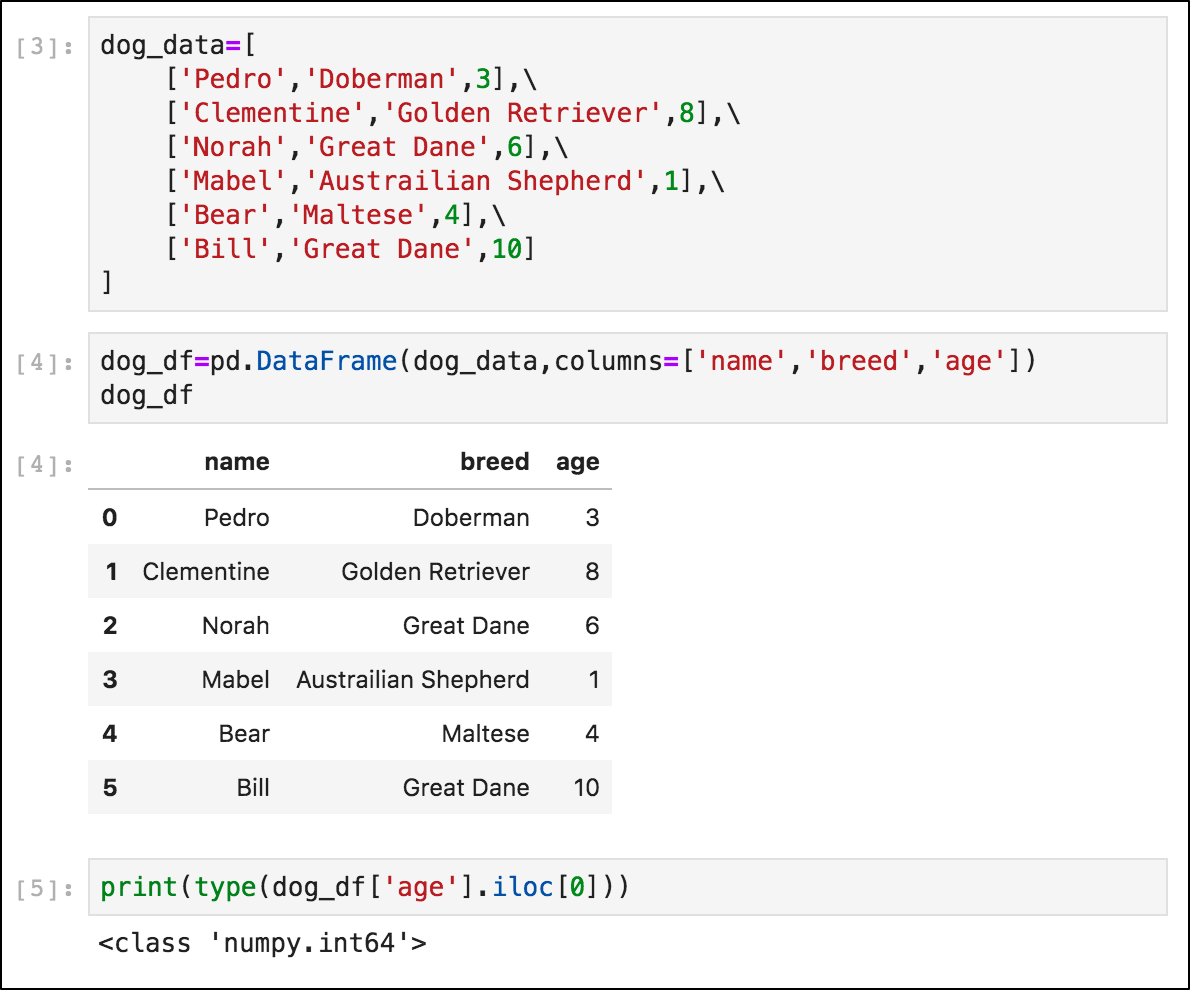 [3]: dog_data=[
['Pedro','Doberman',3],\
['Clementine','Golden Retriever',8],\
['Norah','Great Dane',6],\
['Mabel','Austrailian Shepherd',1],\
['Bear','Maltese',4],\
['Bill','Great Dane',10]
]
[4]: dog_df=pd.DataFrame(dog_data,columns=['name','breed','age'])
dog_df
[4]: name breed age
0 Pedro Doberman 3
1 Clementine Golden Retriever 8
2 Norah Great Dane 6
3 Mabel Austrailian Shepherd 1
4 Bear Maltese 4
5 Bill Great Dane 10
[5]: print(type(dog_df['age'].iloc[0]))
<class 'numpy.int64'>